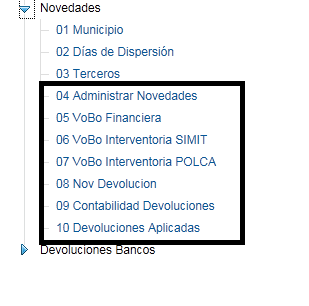 Novedades
01 Municipio
02 Días de Dispersión
03 Terceros
04 Administrar Novedades
05 VoBo Financiera
06 VoBo Interventoria SIMIT
07 VoBo Interventoria POLCA
08 Nov Devolucion
09 Contabilidad Devoluciones
10 Devoluciones Aplicadas
Devoluciones Bancos